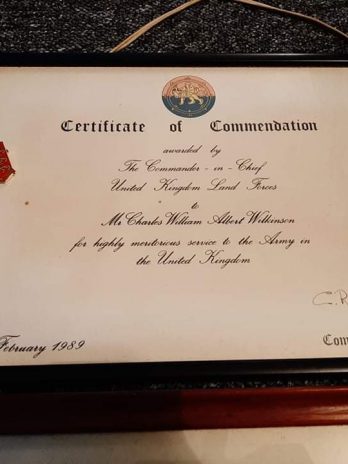 Certificate of Commendation
awarded by
The Commander - in - Chief
United Kingdom Land Forces
to
Mr Charles William Albert Wilkinson
for highly meritorious service to the Army in
the United Kingdom
February 1989
Com